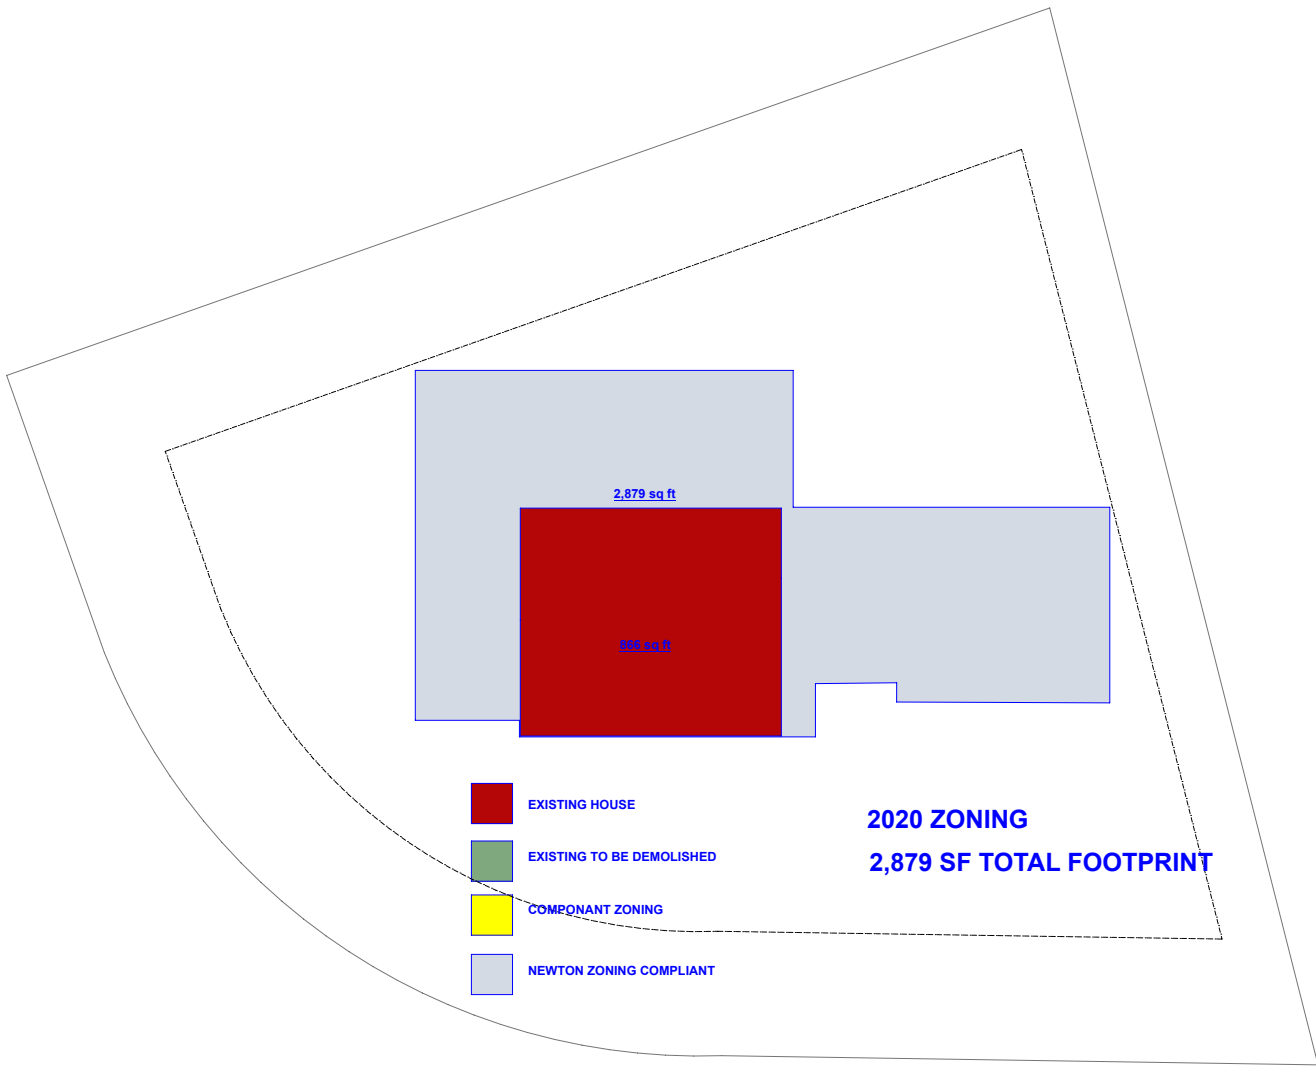 2,879 sq ft
866 sq ft
EXISTING HOUSE
EXISTING TO BE DEMOLISHED
COMPONANT ZONING
NEWTON ZONING COMPLIANT
2020 ZONING
2,879 SF TOTAL FOOTPRINT